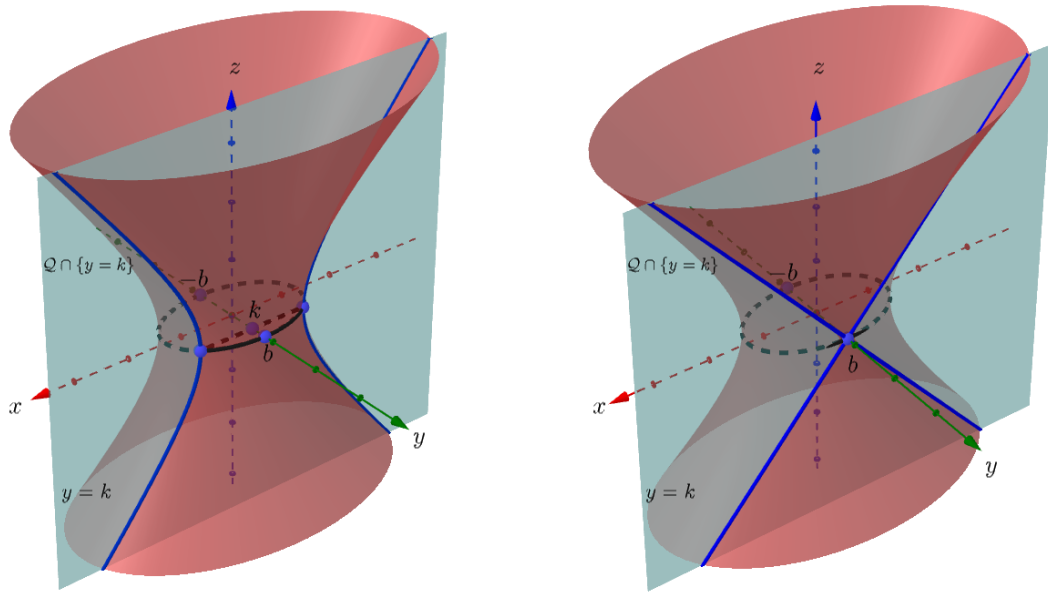 z
𝒬 ∩ {y = k}
−b
k
b
x
y
y = k
z
𝒬 ∩ {y = k}
−b
b
x
y
y = k